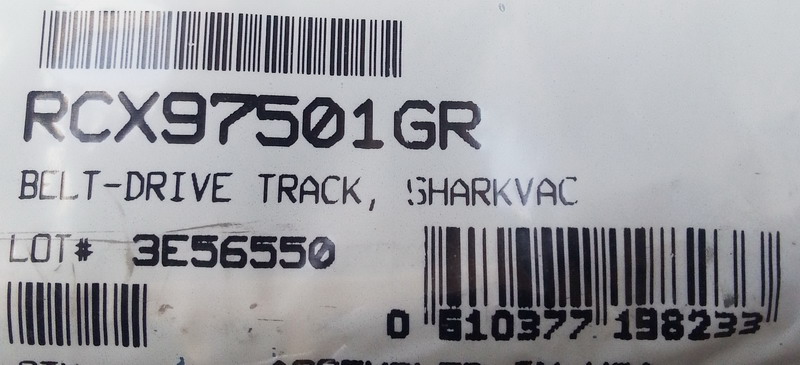 RCX97501GR
BELT-DRIVE TRACK, SHARKVAC
LOT# 3E56550
0 610377 198233